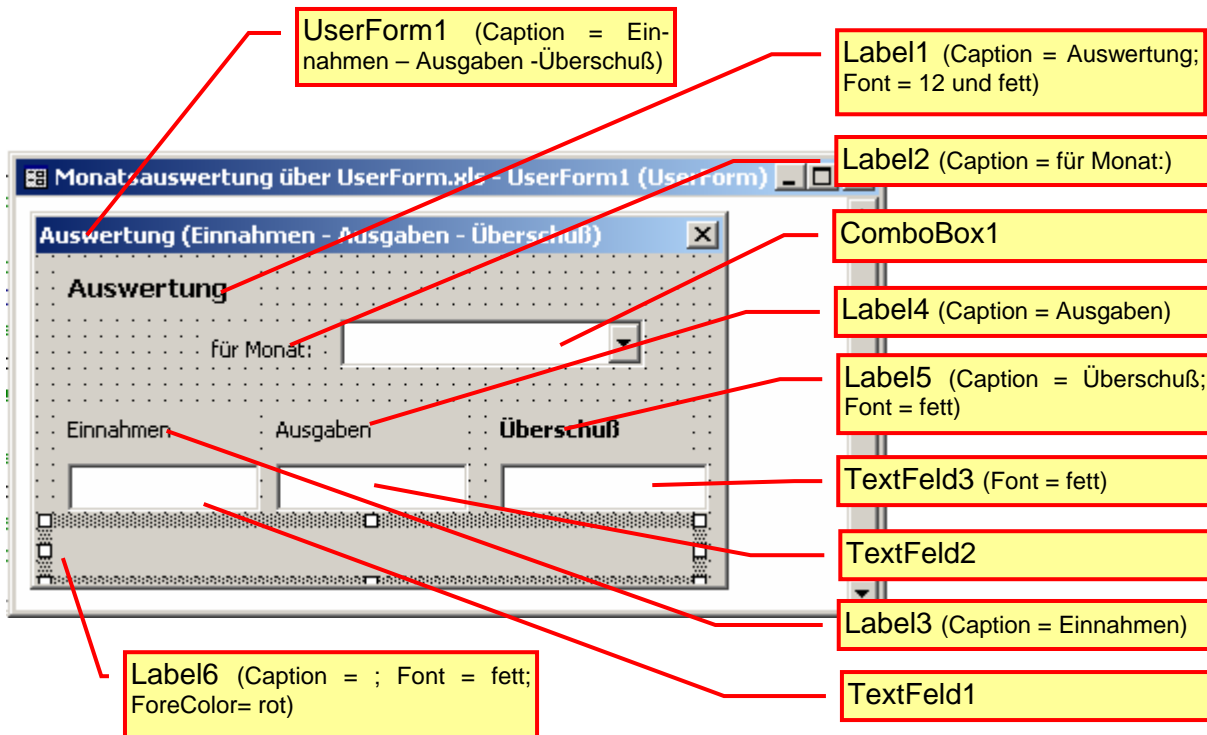 UserForm1 (Caption = Ein-
nahmen – Ausgaben -Überschuß)
Label1 (Caption = Auswertung;
Font = 12 und fett)
Label2 (Caption = für Monat:)
Monatsauswertung über UserForm.xls - UserForm1 (UserForm)
Auswertung (Einnahmen - Ausgaben - Überschuß)
ComboBox1
Auswertung
Label4 (Caption = Ausgaben)
für Monat:
Label5 (Caption = Überschuß;
Font = fett)
Einnahmen Ausgaben Überschuß
TextFeld3 (Font = fett)
TextFeld2
Label3 (Caption = Einnahmen)
Label6 (Caption = ; Font = fett;
ForeColor= rot)
TextFeld1